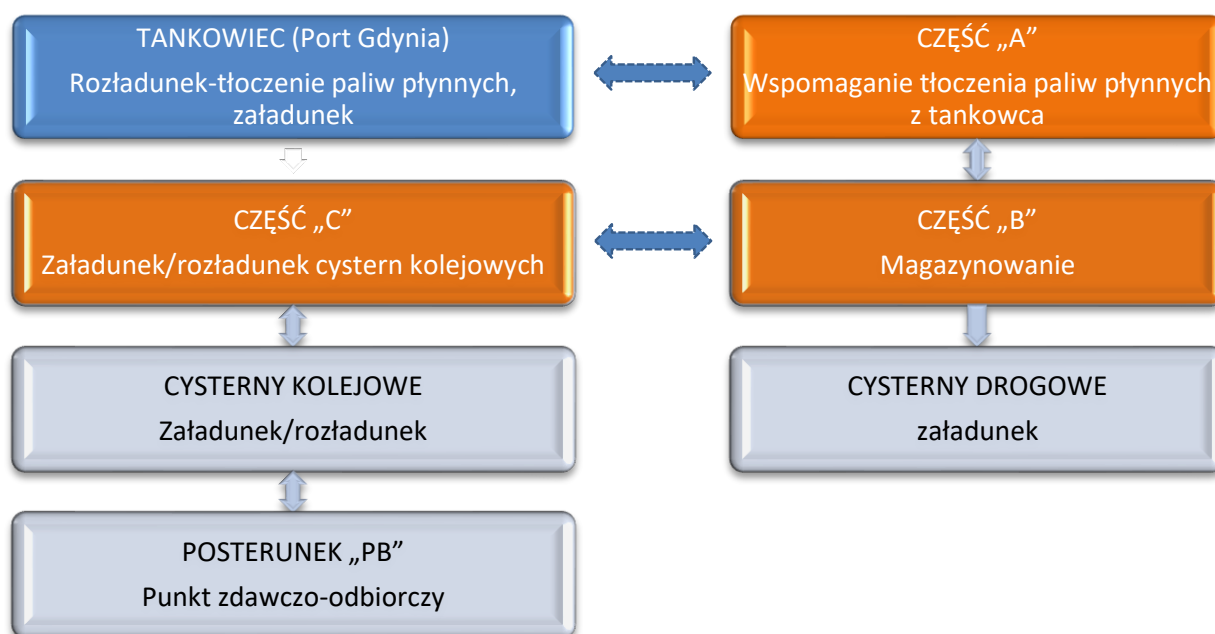 TANKOWIEC (Port Gdynia)
Rozładunek-tłoczenie paliw płynnych,
załadunek
CZĘŚĆ „A”
Wspomaganie tłoczenia paliw płynnych
z tankowca
CZĘŚĆ „C”
Załadunek/rozładunek cystern kolejowych
CZĘŚĆ „B”
Magazynowanie
CYSTERNY KOLEJOWE
Załadunek/rozładunek
CYSTERNY DROGOWE
załadunek
POSTERUNEK „PB”
Punkt zdawczo-odbiorczy